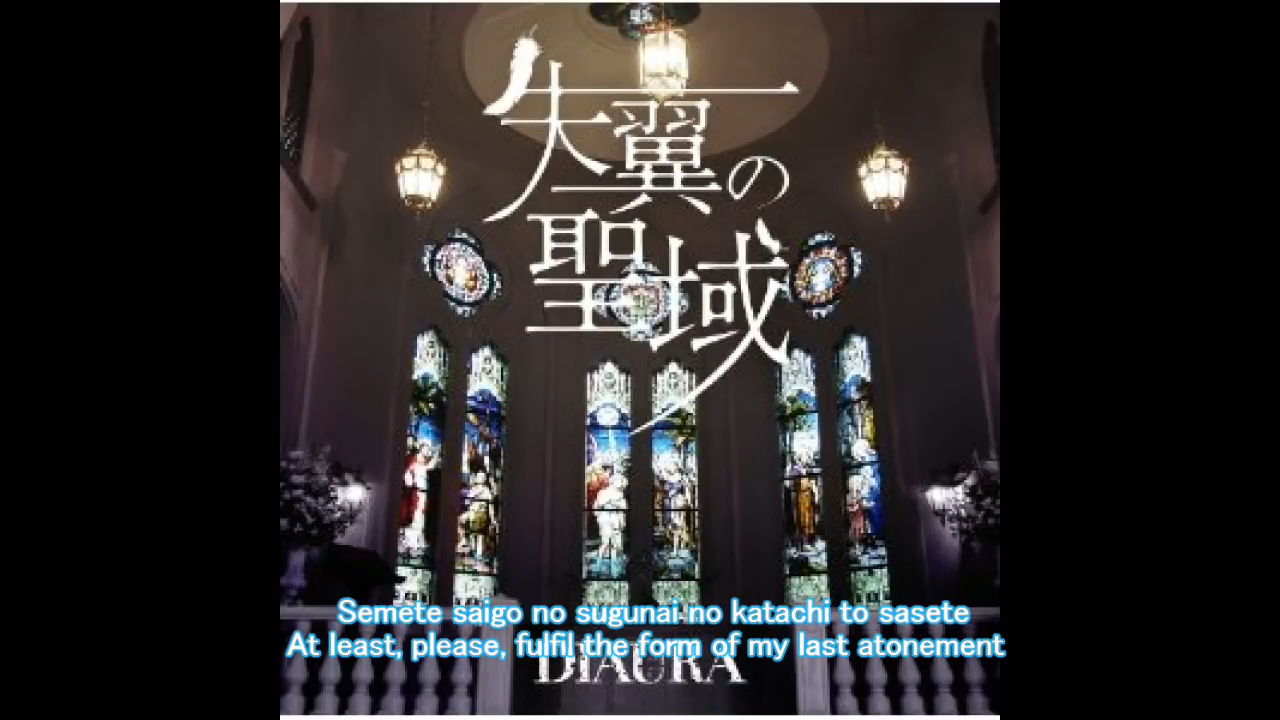 失翼の
聖域
Semete saigo no sugunai no katachi to sasete
At least, please, fulfil the form of my last atonement
DIAURA